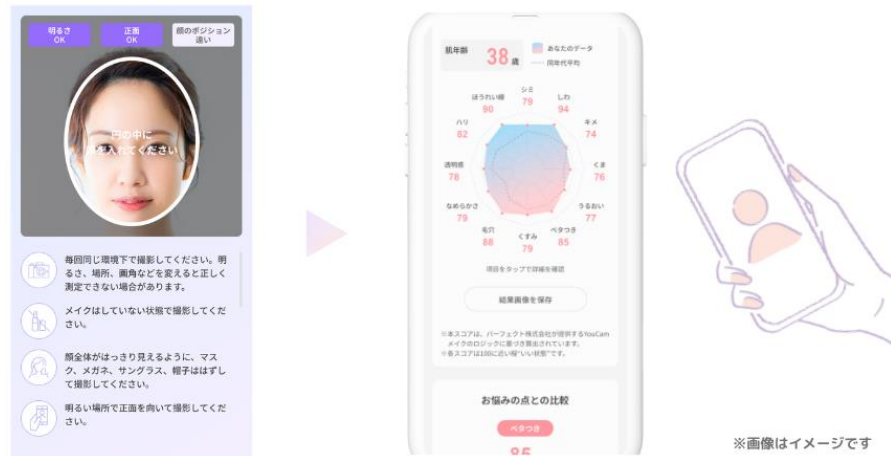 明るさ
OK
正面
OK
顔のポジション
遠い
円の中に
顔を入れてください
毎回同じ環境下で撮影してください。明
るさ、場所、画角などを変えると正しく
測定できない場合があります。
メイクはしていない状態で撮影してくだ
さい。
顔全体がはっきり見えるように、マス
ク、メガネ、サングラス、帽子ははずし
て撮影してください。
明るい場所で正面を向いて撮影してくだ
さい。
肌年齢
38歳
あなたのデータ
同年代平均
シミ
79
しわ
94
キメ
74
くま
76
うるおい
77
ベタつき
85
くすみ
79
毛穴
88
なめらかさ
79
透明感
78
ハリ
82
ほうれい線
90
項目をタップで詳細を確認
結果画像を保存
※本スコアは、パーフェクト株式会社が提供するYouCam
メイクのロジックに基づき算出されています。
※各スコアは100に近い程"いい状態"です。
お悩みの点との比較
ベタつき
85
※画像はイメージです